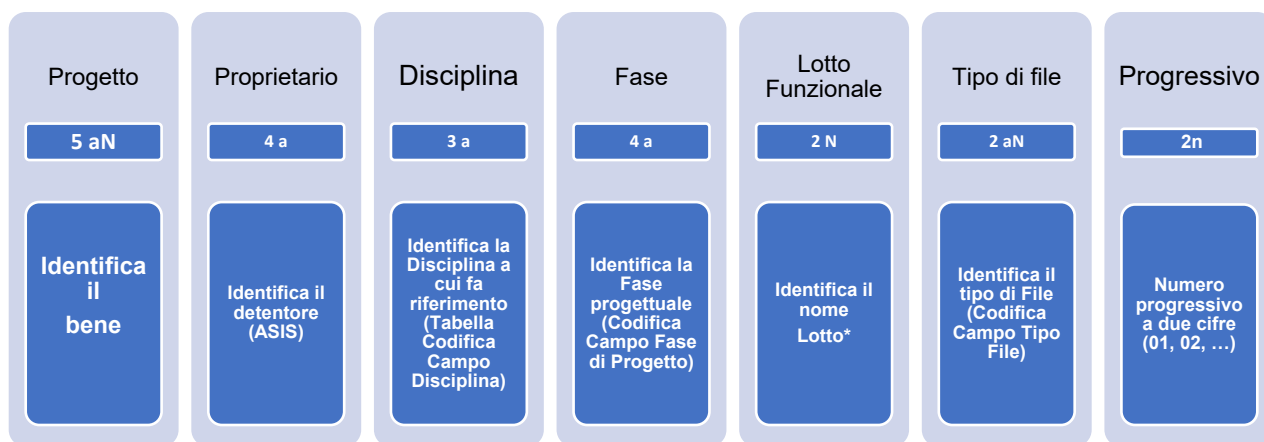 Progetto
5 aN
Identifica
il
bene
Proprietario
4 a
Identifica il
detentore
(ASIS)
Disciplina
3 a
Identifica la
Disciplina a
cui fa
riferimento
(Tabella
Codifica
Campo
Disciplina)
Fase
4 a
Identifica la
Fase
progettuale
(Codifica
Campo Fase
di Progetto)
Lotto
Funzionale
2 N
Identifica il
nome
Lotto*
Tipo di file
2 aN
Identifica il
tipo di File
(Codifica
Campo Tipo
File)
Progressivo
2n
Numero
progressivo
a due cifre
(01, 02, …)